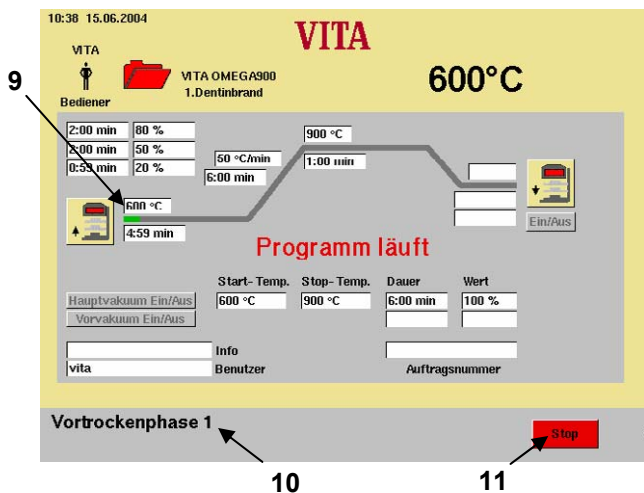 10:38 15.06.2004
VITA
VITA
9
VITA OMEGA900
1.Dentinbrand
600°C
Bediener
2:00 min 80 %
2:00 min 50 %
0:59 min 20 %
50 °C/min
6:00 min
900 °C
1:00 min
600 °C
4:59 min
Ein/Aus
Programm läuft
Start- Temp. Stop- Temp. Dauer Wert
600 °C 900 °C 6:00 min 100 %
Hauptvakuum Ein/Aus
Vorvakuum Ein/Aus
Info
vita Benutzer Auftragsnummer
Vortrockenphase 1
Stop
10
11